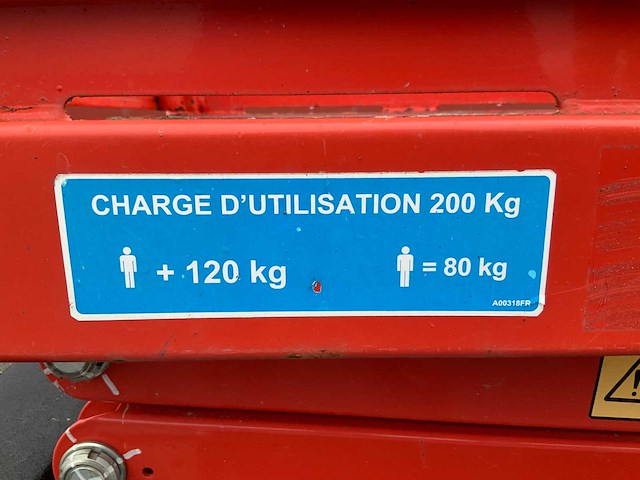 CHARGE D'UTILISATION 200 Kg
+ 120 kg = 80 kg
A00318FR